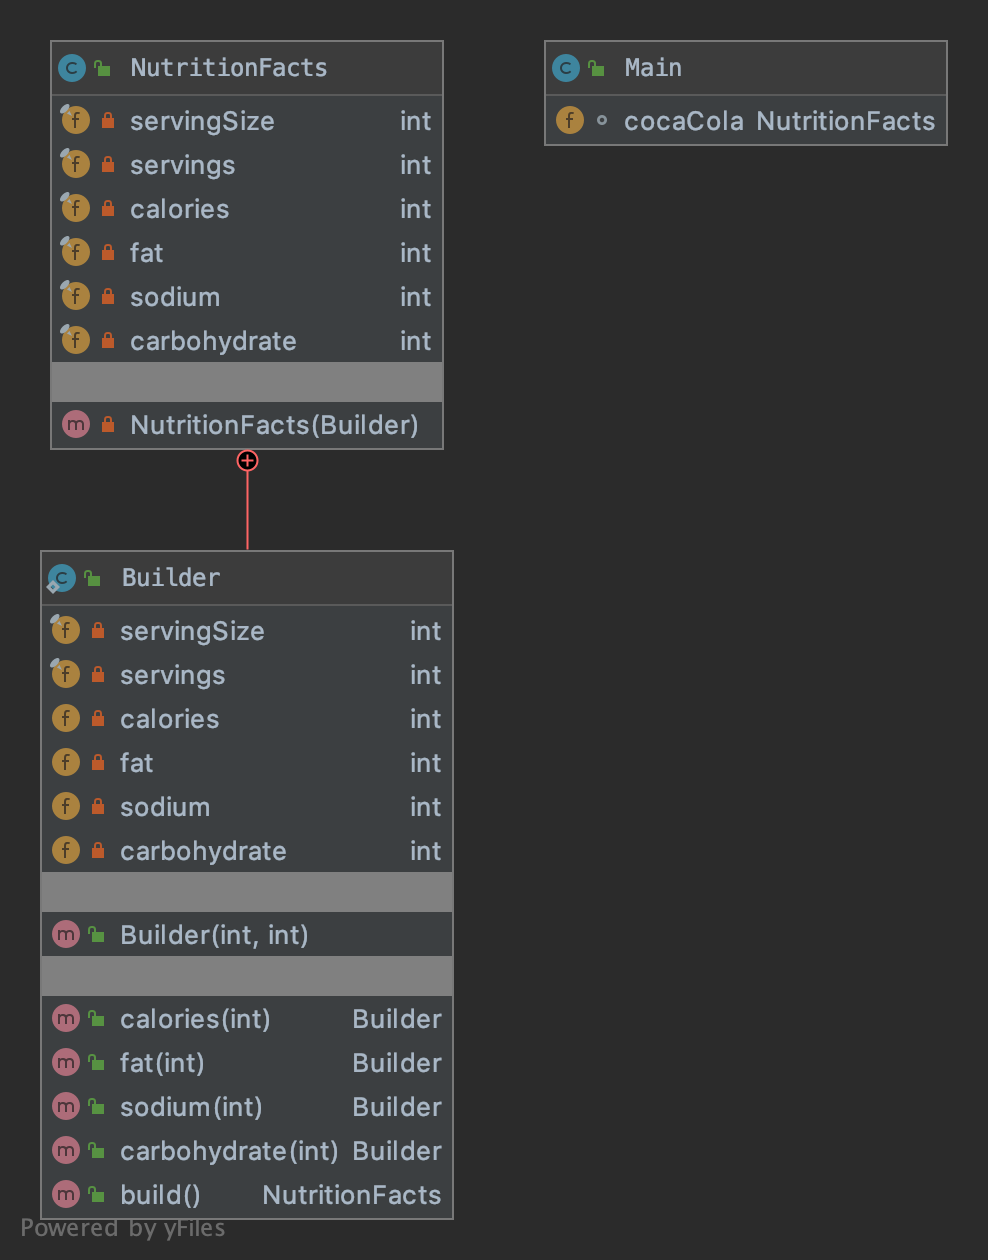 NutritionFacts
servingSize int
servings int
calories int
fat int
sodium int
carbohydrate int
NutritionFacts(Builder)
Main
cocaCola NutritionFacts
Builder
servingSize int
servings int
calories int
fat int
sodium int
carbohydrate int
Builder(int, int)
calories(int) Builder
fat(int) Builder
sodium(int) Builder
carbohydrate(int) Builder
build() NutritionFacts
Powered by yFiles